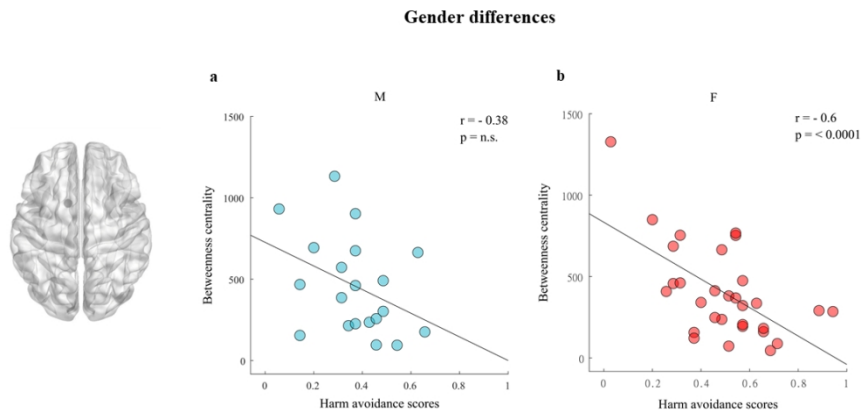 Gender differences
a
M
r = - 0.38
p = n.s.
1500
1000
500
0
Betweenness centrality
0 0.2 0.4 0.6 0.8 1
Harm avoidance scores
b
F
r = - 0.6
p = < 0.0001
1500
1000
500
0
Betweenness centrality
0 0.2 0.4 0.6 0.8 1
Harm avoidance scores